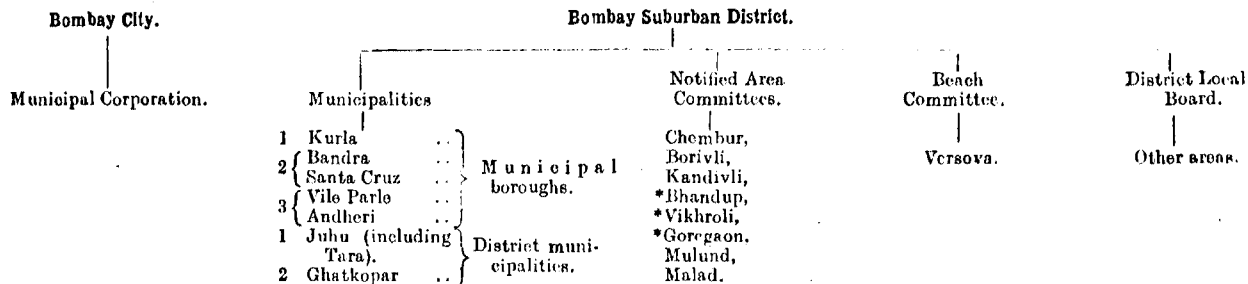 Bombay City.
Bombay Suburban District.
Municipal Corporation.
Municipalities
Notified Area
Committees.
Beach
Committee.
District Local
Board.
1 Kurla ..
2 { Bandra ..
Santa Cruz ..
3 { Vile Parle ..
Andheri ..
Municipal
boroughs.
1 Juhu (including
Tara).
2 Ghatkopar ..
District muni-
cipalities.
Chembur,
Borivli,
Kandivli,
*Bhandup,
*Vikhroli,
*Goregaon,
Mulund,
Malad.
Versova.
Other areas.